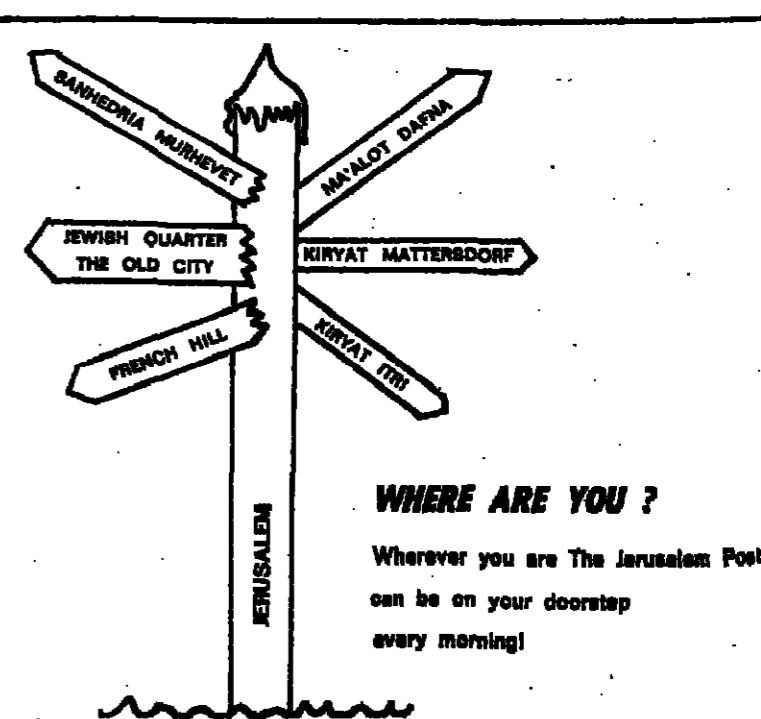 SANHEDRIA MURHEVET
MA'ALOT DAFNA
JEWISH QUARTER
THE OLD CITY
KIRYAT MATTERSDORF
FRENCH HILL
KIRYAT ITRI
JERUSALEM
WHERE ARE YOU ?
Wherever you are The Jerusalem Post
can be on your doorstep
every morning!